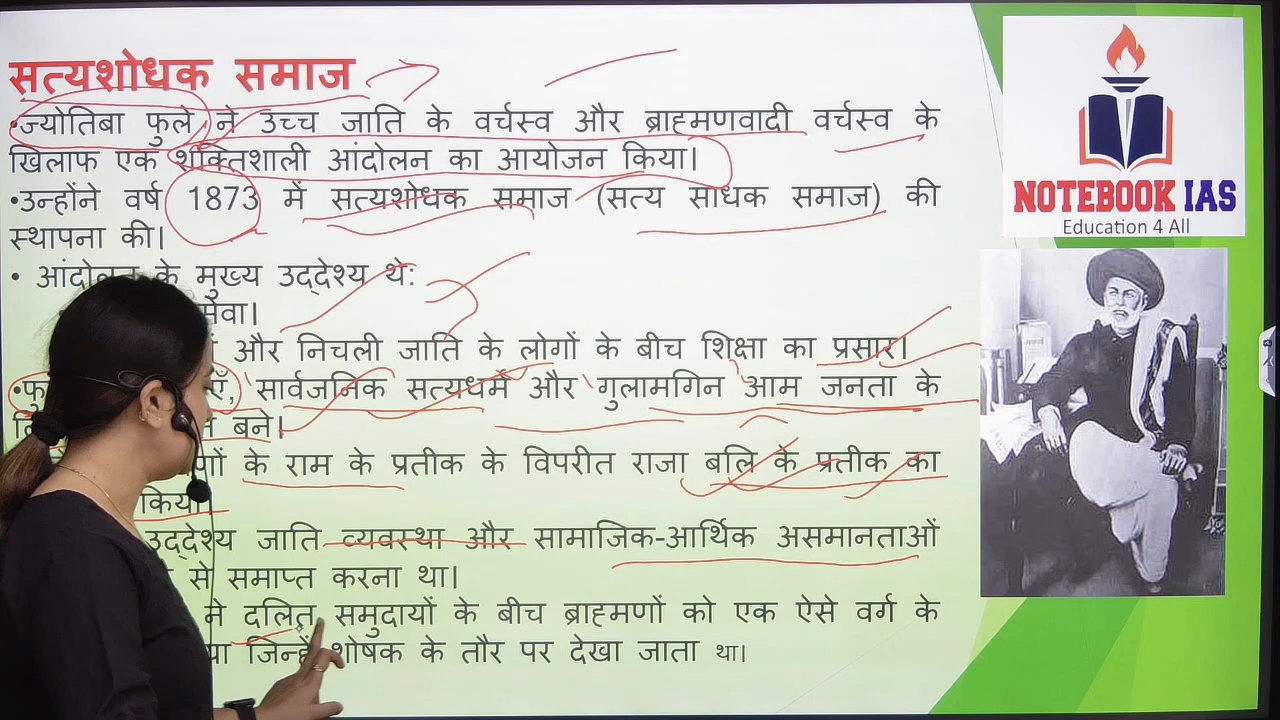 सत्यशोधक समाज
•ज्योतिबा फुले ने उच्च जाति के वर्चस्व और ब्राह्मणवादी वर्चस्व के
खिलाफ एक शक्तिशाली आंदोलन का आयोजन किया।
•उन्होंने वर्ष 1873 में सत्यशोधक समाज (सत्य साधक समाज) की
स्थापना की।
• आंदोलन के मुख्य उद्देश्य थे:
सेवा।
और निचली जाति के लोगों के बीच शिक्षा का प्रसार।
सार्वजनिक सत्यधर्म और गुलामगिन आम जनता के
बने।
के राम के प्रतीक के विपरीत राजा बलि के प्रतीक का
किया।
उद्देश्य जाति व्यवस्था और सामाजिक-आर्थिक असमानताओं
से समाप्त करना था।
दलित समुदायों के बीच ब्राह्मणों को एक ऐसे वर्ग के
जिन्हें शोषक के तौर पर देखा जाता था।
NOTEBOOK IAS
Education 4 All